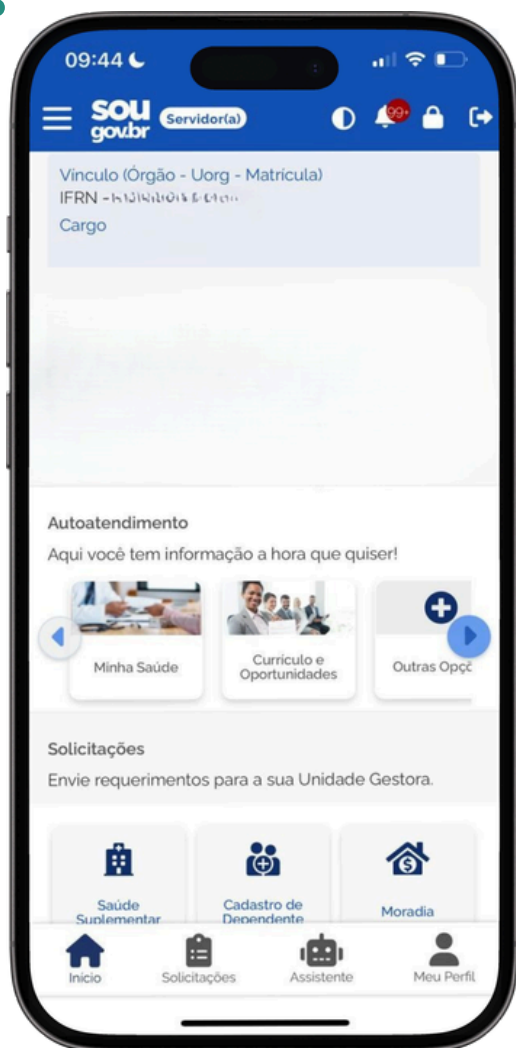 09:44
sou
gov.br
Servidor(a)
99+
Vínculo (Órgão - Uorg - Matrícula)
IFRN -
Cargo
Autoatendimento
Aqui você tem informação a hora que quiser!
Minha Saúde
Currículo e
Oportunidades
Outras Opçõ
Solicitações
Envie requerimentos para a sua Unidade Gestora.
Saúde
Suplementar
Cadastro de
Dependente
Moradia
Início
Solicitações
Assistente
Meu Perfil